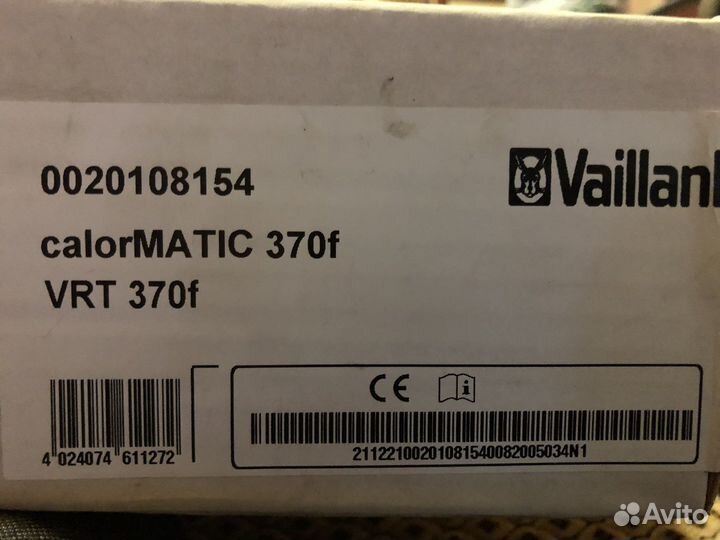 0020108154
Vaillant
calorMATIC 370f
VRT 370f
CE
4 024074 611272
21122100201081540082005034N1
Avito